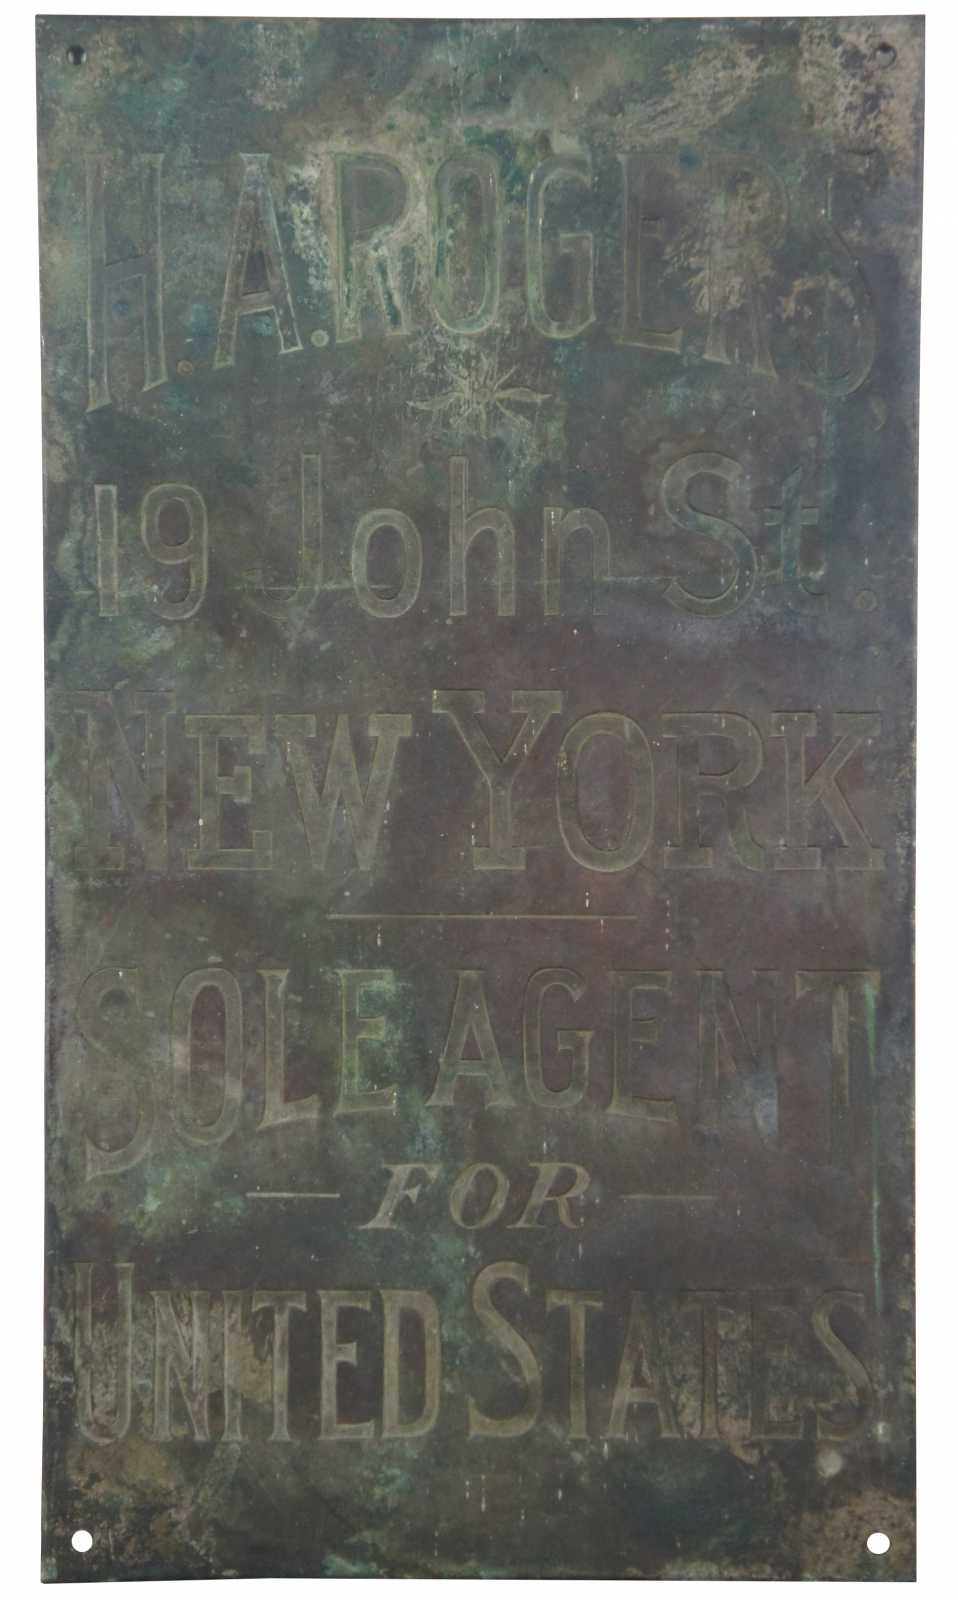 H. A. ROGERS
19 John St.
NEW YORK
SOLE AGENT
FOR
UNITED STATES